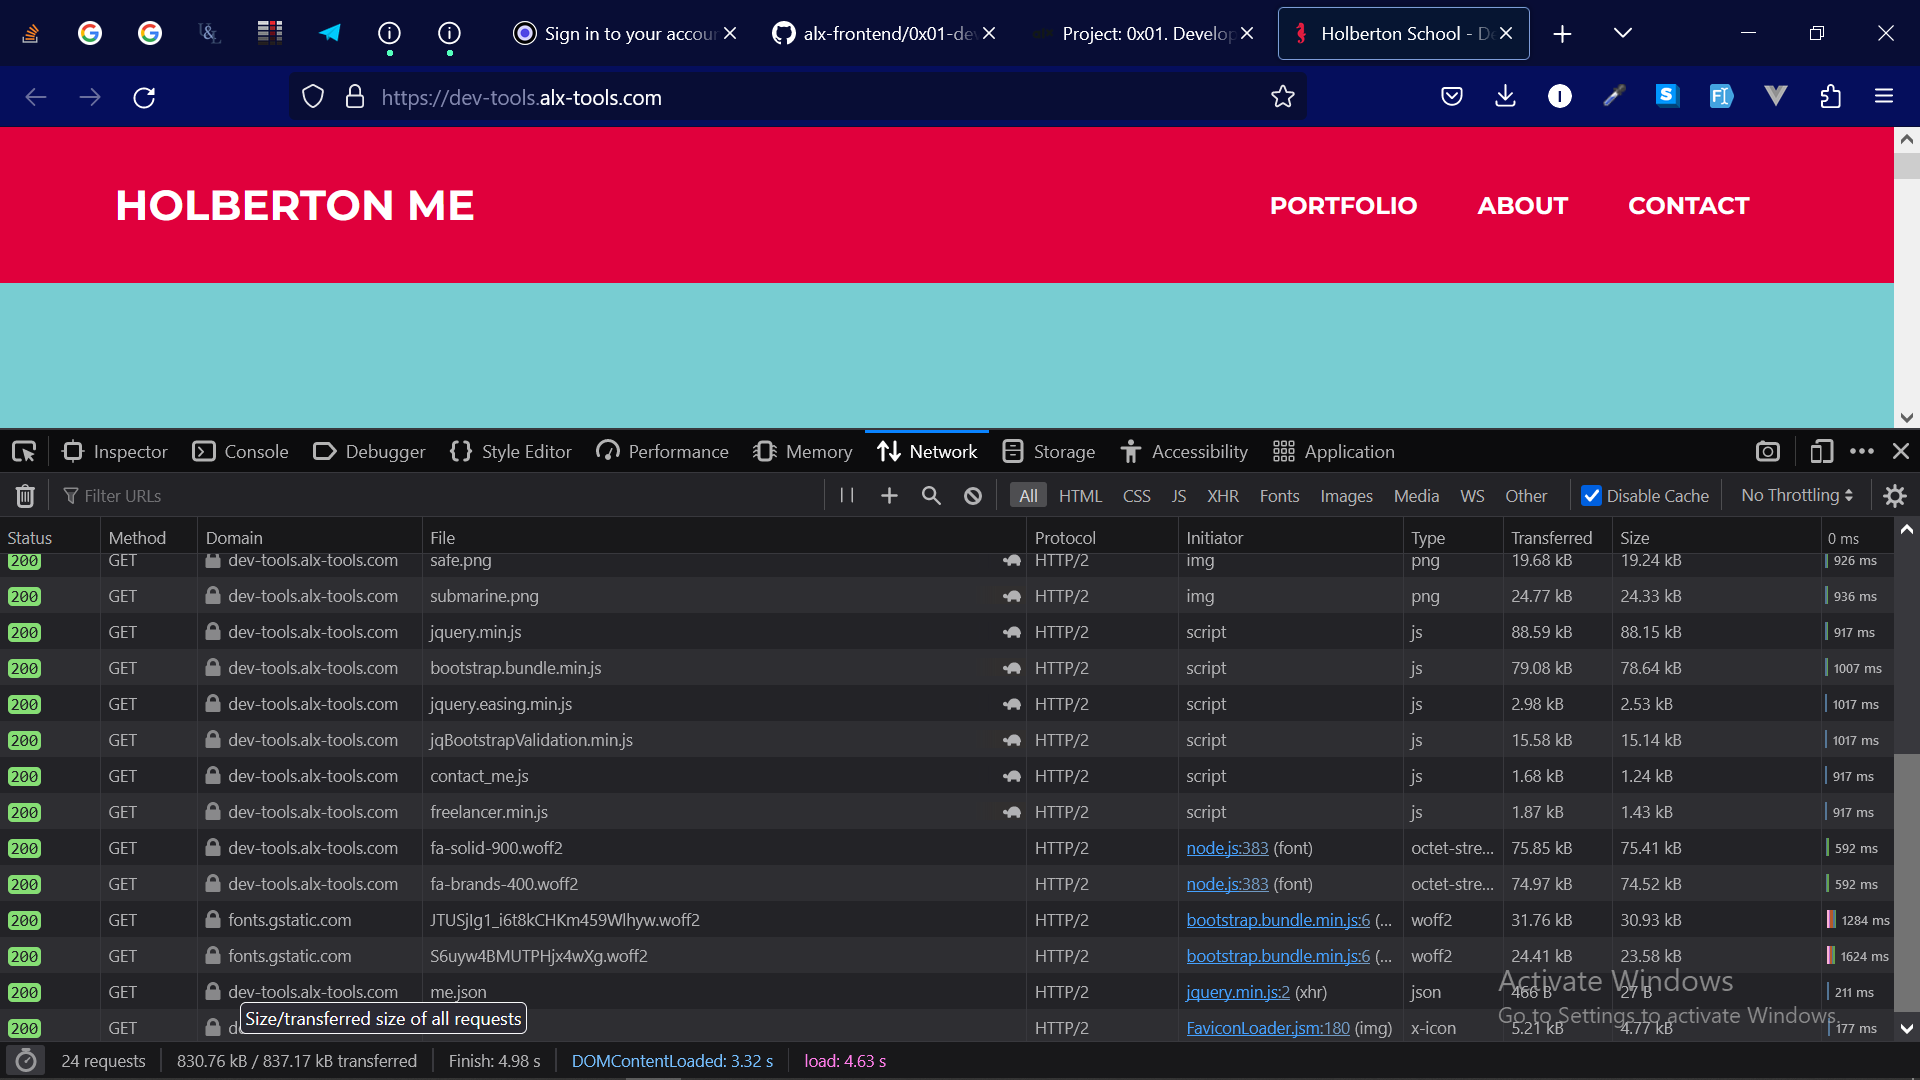 Sign in to your accour
alx-frontend/0x01-de
Project: 0x01. Develop
Holberton School - De
https://dev-tools.alx-tools.com
HOLBERTON ME
PORTFOLIO ABOUT CONTACT
Inspector Console Debugger Style Editor Performance Memory Network Storage Accessibility Application
Filter URLs All HTML CSS JS XHR Fonts Images Media WS Other Disable Cache No Throttling
Status Method Domain File Protocol Initiator Type Transferred Size 0 ms
200 GET dev-tools.alx-tools.com safe.png HTTP/2 img png 19.68 kB 19.24 kB 926 ms
200 GET dev-tools.alx-tools.com submarine.png HTTP/2 img png 24.77 kB 24.33 kB 936 ms
200 GET dev-tools.alx-tools.com jquery.min.js HTTP/2 script js 88.59 kB 88.15 kB 917 ms
200 GET dev-tools.alx-tools.com bootstrap.bundle.min.js HTTP/2 script js 79.08 kB 78.64 kB 1007 ms
200 GET dev-tools.alx-tools.com jquery.easing.min.js HTTP/2 script js 2.98 kB 2.53 kB 1017 ms
200 GET dev-tools.alx-tools.com jqBootstrapValidation.min.js HTTP/2 script js 15.58 kB 15.14 kB 1017 ms
200 GET dev-tools.alx-tools.com contact_me.js HTTP/2 script js 1.68 kB 1.24 kB 917 ms
200 GET dev-tools.alx-tools.com freelancer.min.js HTTP/2 script js 1.87 kB 1.43 kB 917 ms
200 GET dev-tools.alx-tools.com fa-solid-900.woff2 HTTP/2 node.js:383 (font) octet-stre... 75.85 kB 75.41 kB 592 ms
200 GET dev-tools.alx-tools.com fa-brands-400.woff2 HTTP/2 node.js:383 (font) octet-stre... 74.97 kB 74.52 kB 592 ms
200 GET fonts.gstatic.com JTUSjIg1_i6t8kCHKm459Wlhyw.woff2 HTTP/2 bootstrap.bundle.min.js:6 (... woff2 31.76 kB 30.93 kB 1284 ms
200 GET fonts.gstatic.com S6uyw4BMUTPHjx4wXg.woff2 HTTP/2 bootstrap.bundle.min.js:6 (... woff2 24.41 kB 23.58 kB 1624 ms
200 GET dev-tools.alx-tools.com me.json HTTP/2 jquery.min.js:2 (xhr) json 466 B 27 B 211 ms
200 GET de HTTP/2 FaviconLoader.jsm:180 (img) x-icon 5.21 kB 4.77 kB 177 ms
Size/transferred size of all requests
Activate Windows
Go to Settings to activate Windows.
24 requests 830.76 kB / 837.17 kB transferred Finish: 4.98 s DOMContentLoaded: 3.32 s load: 4.63 s